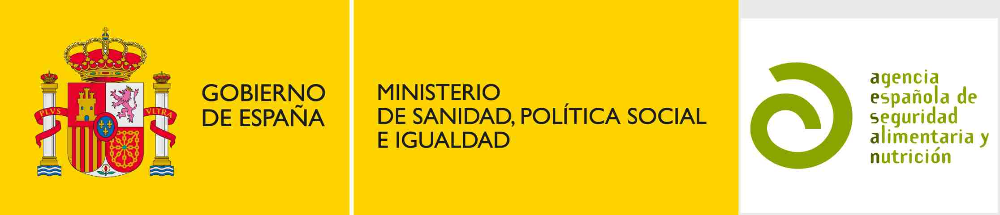 PLVS VLTRA
GOBIERNO
DE ESPAÑA
MINISTERIO
DE SANIDAD, POLÍTICA SOCIAL
E IGUALDAD
agencia
española de
seguridad
alimentaria y
nutrición